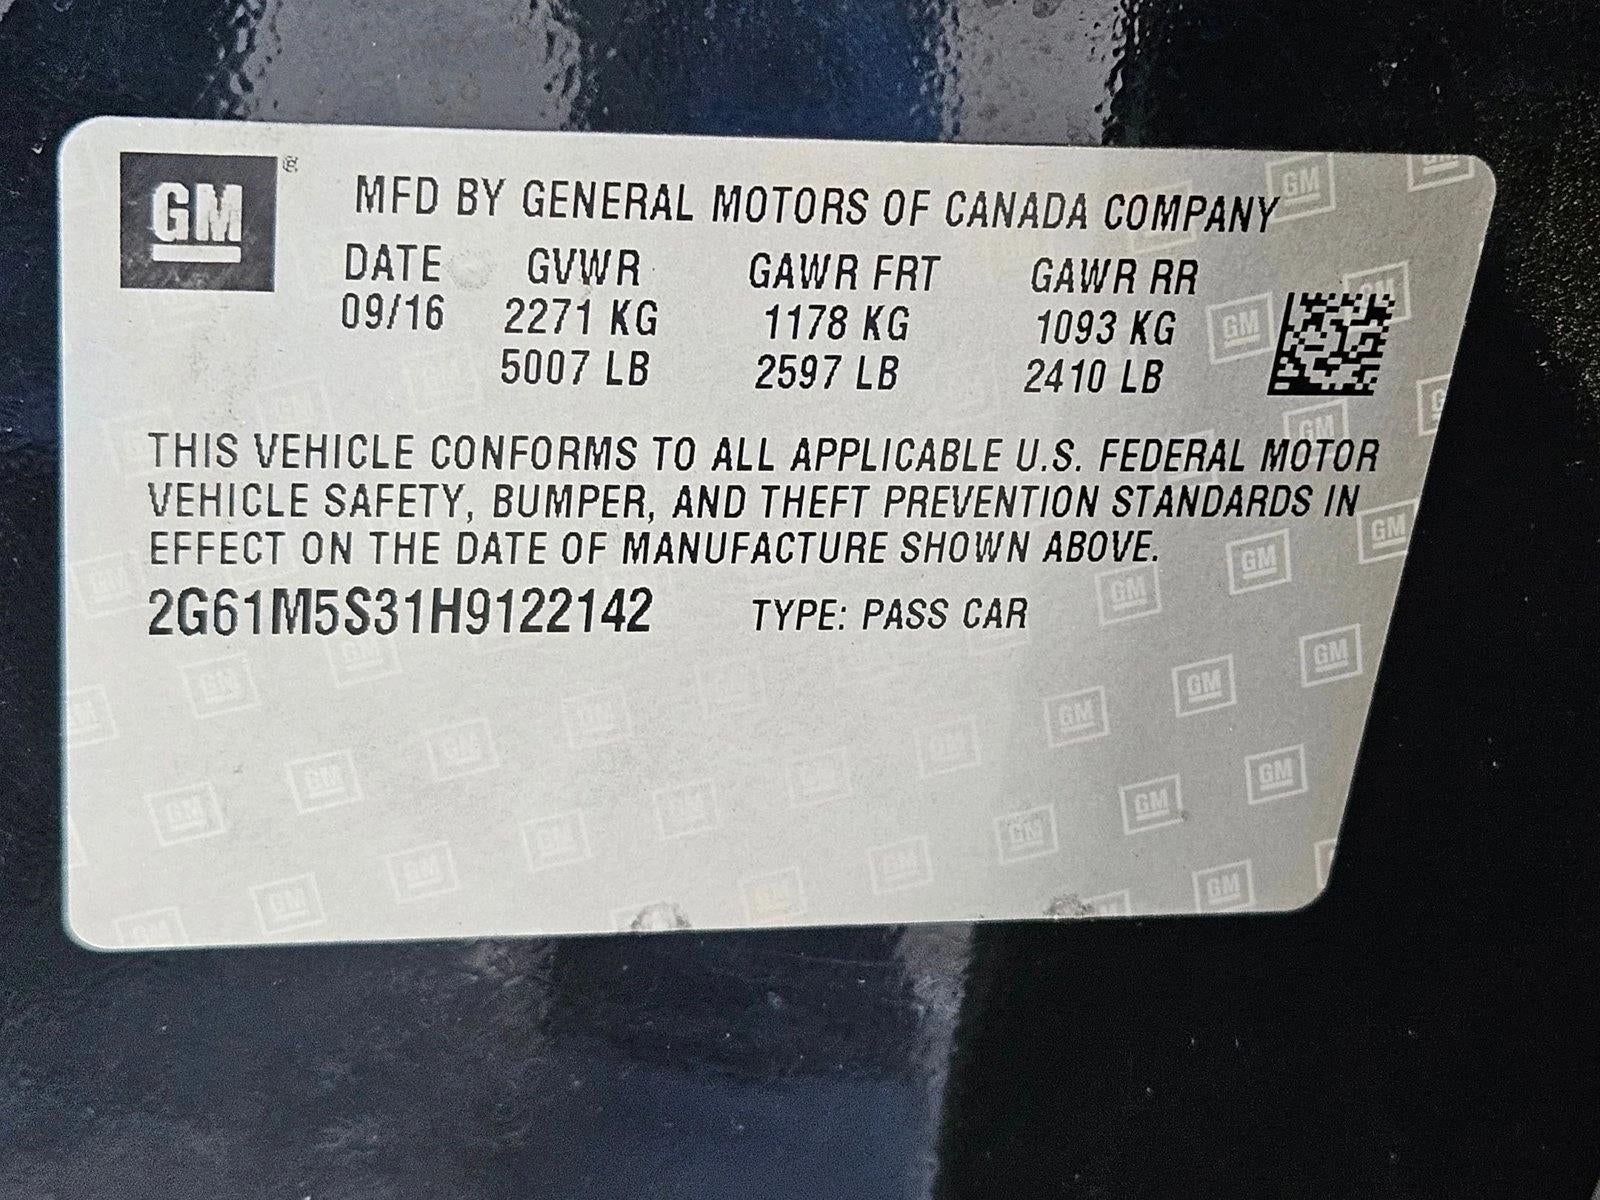 GM
MFD BY GENERAL MOTORS OF CANADA COMPANY
DATE GVWR GAWR FRT GAWR RR
09/16 2271 KG 1178 KG 1093 KG
5007 LB 2597 LB 2410 LB
THIS VEHICLE CONFORMS TO ALL APPLICABLE U.S. FEDERAL MOTOR
VEHICLE SAFETY, BUMPER, AND THEFT PREVENTION STANDARDS IN
EFFECT ON THE DATE OF MANUFACTURE SHOWN ABOVE.
2G61M5S31H9122142 TYPE: PASS CAR